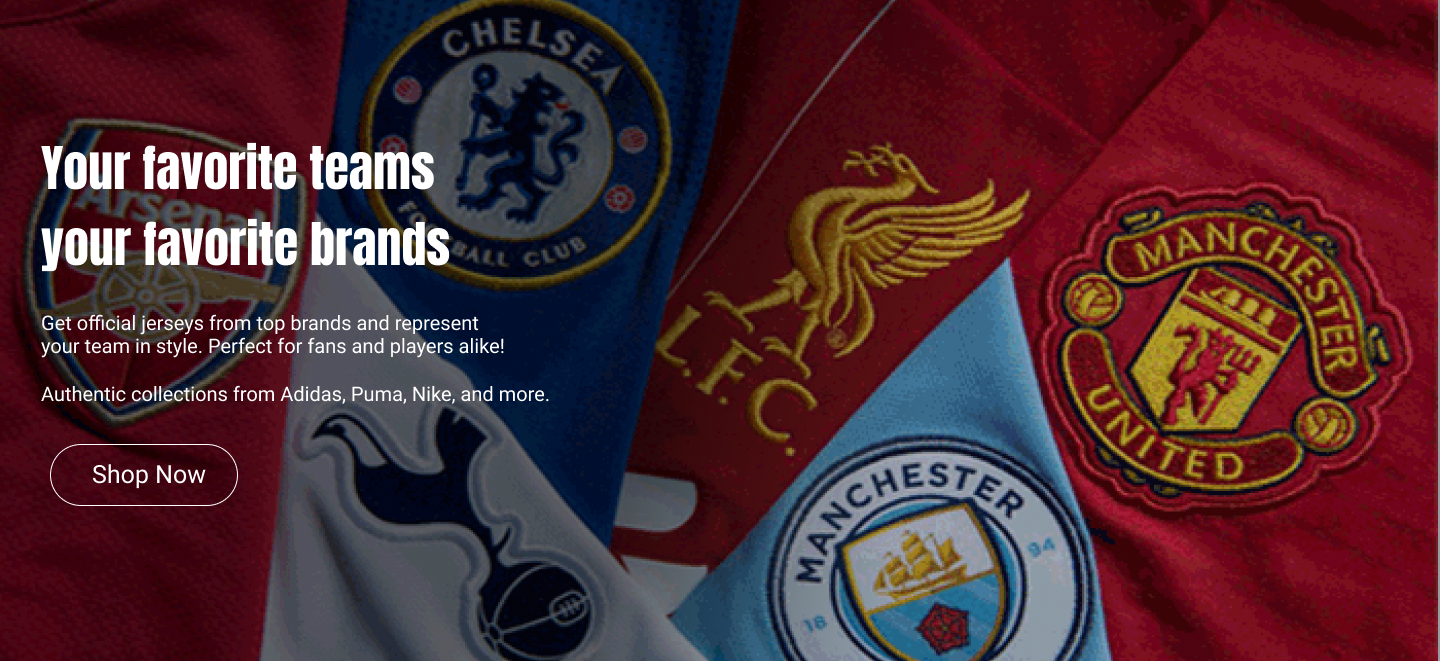 CHELSEA
FOOTBALL CLUB
Your favorite teams
Arsenal
your favorite brands
Get official jerseys from top brands and represent
your team in style. Perfect for fans and players alike!
Authentic collections from Adidas, Puma, Nike, and more.
Shop Now
L.F.C.
MANCHESTER
UNITED
MANCHESTER
18 94